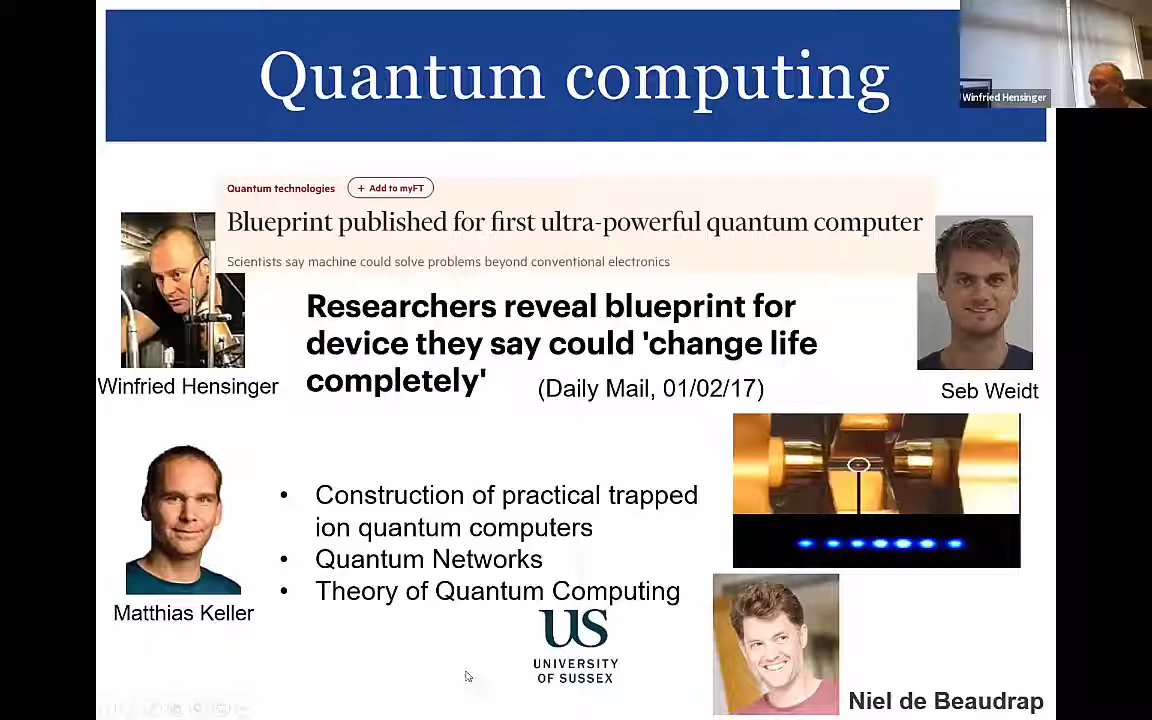 Quantum computing
Winfried Hensinger
Quantum technologies + Add to myFT
Blueprint published for first ultra-powerful quantum computer
Scientists say machine could solve problems beyond conventional electronics
Researchers reveal blueprint for
device they say could 'change life
completely' (Daily Mail, 01/02/17)
Winfried Hensinger
Seb Weidt
• Construction of practical trapped
ion quantum computers
• Quantum Networks
• Theory of Quantum Computing
Matthias Keller
US
UNIVERSITY
OF SUSSEX
Niel de Beaudrap